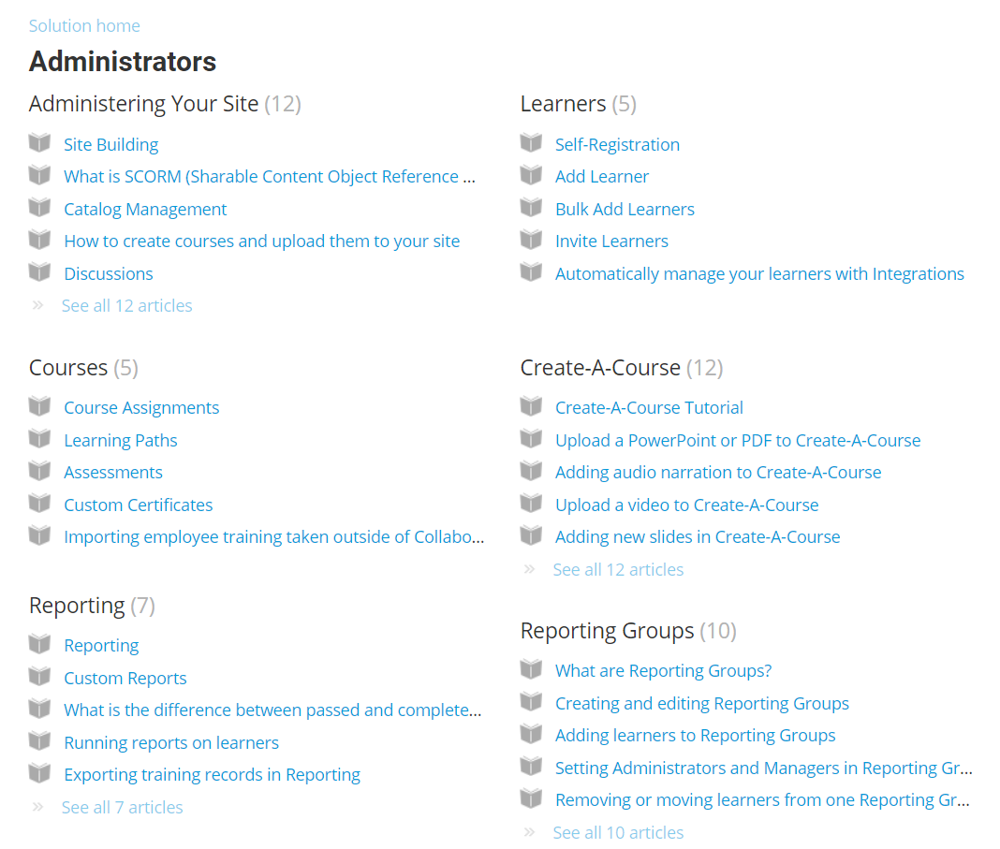 Solution home
Administrators
Administering Your Site (12)
Site Building
What is SCORM (Sharable Content Object Reference ...
Catalog Management
How to create courses and upload them to your site
Discussions
See all 12 articles
Learners (5)
Self-Registration
Add Learner
Bulk Add Learners
Invite Learners
Automatically manage your learners with Integrations
Courses (5)
Course Assignments
Learning Paths
Assessments
Custom Certificates
Importing employee training taken outside of Collabo...
Create-A-Course (12)
Create-A-Course Tutorial
Upload a PowerPoint or PDF to Create-A-Course
Adding audio narration to Create-A-Course
Upload a video to Create-A-Course
Adding new slides in Create-A-Course
See all 12 articles
Reporting (7)
Reporting
Custom Reports
What is the difference between passed and complete...
Running reports on learners
Exporting training records in Reporting
See all 7 articles
Reporting Groups (10)
What are Reporting Groups?
Creating and editing Reporting Groups
Adding learners to Reporting Groups
Setting Administrators and Managers in Reporting Gr...
Removing or moving learners from one Reporting Gr...
See all 10 articles